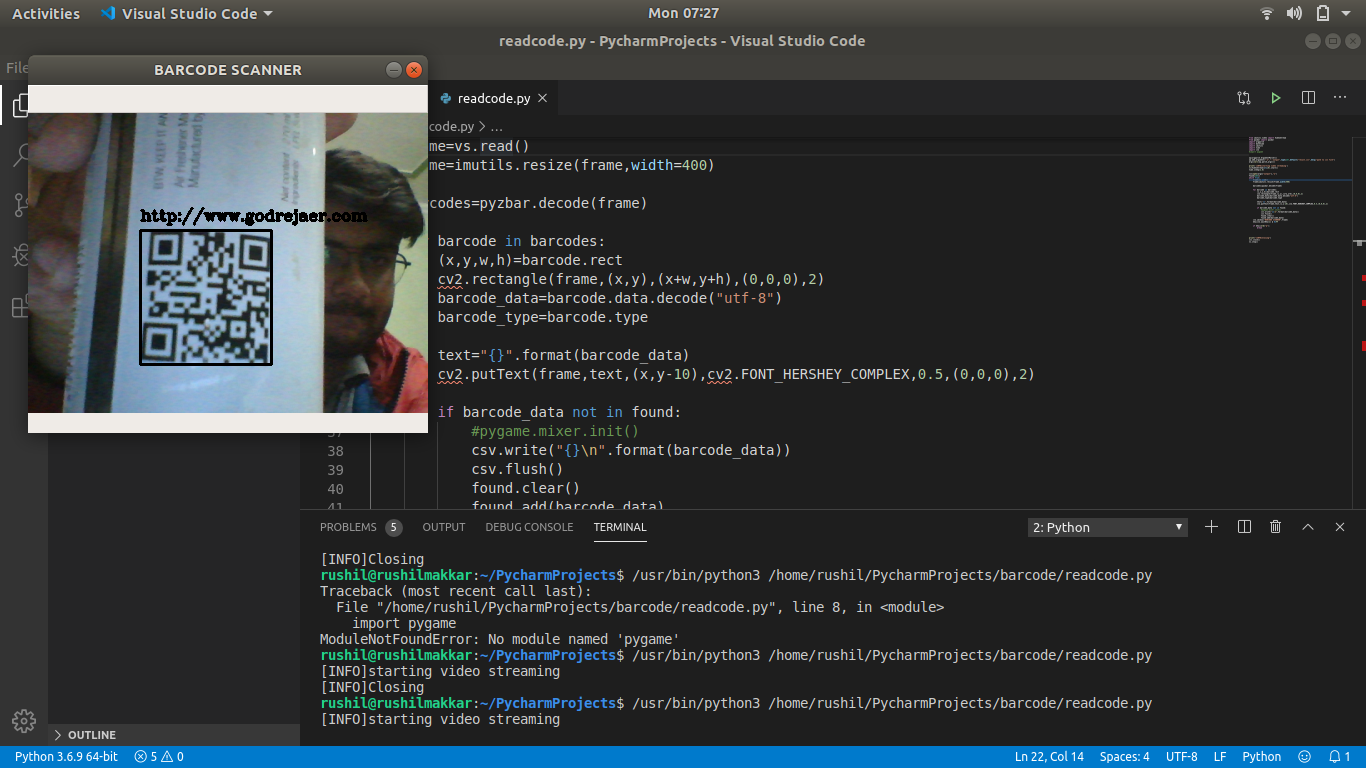 Activities
Visual Studio Code
Mon 07:27
readcode.py - PycharmProjects - Visual Studio Code
File
BARCODE SCANNER
BTW, KEEP IT
Air Freshener
Manufactured by
http://www.godrejaer.com
readcode.py
code.py > ...
me=vs.read()
me=imutils.resize(frame,width=400)
codes=pyzbar.decode(frame)
barcode in barcodes:
(x,y,w,h)=barcode.rect
cv2.rectangle(frame,(x,y),(x+w,y+h),(0,0,0),2)
barcode_data=barcode.data.decode("utf-8")
barcode_type=barcode.type
text="{}".format(barcode_data)
cv2.putText(frame,text,(x,y-10),cv2.FONT_HERSHEY_COMPLEX,0.5,(0,0,0),2)
if barcode_data not in found:
37 #pygame.mixer.init()
38 csv.write("{}\n".format(barcode_data))
39 csv.flush()
40 found.clear()
41 found.add(barcode_data)
PROBLEMS 5 OUTPUT DEBUG CONSOLE TERMINAL 2: Python
[INFO]Closing
rushil@rushilmakkar:~/PycharmProjects$ /usr/bin/python3 /home/rushil/PycharmProjects/barcode/readcode.py
Traceback (most recent call last):
File "/home/rushil/PycharmProjects/barcode/readcode.py", line 8, in <module>
import pygame
ModuleNotFoundError: No module named 'pygame'
rushil@rushilmakkar:~/PycharmProjects$ /usr/bin/python3 /home/rushil/PycharmProjects/barcode/readcode.py
[INFO]starting video streaming
[INFO]Closing
rushil@rushilmakkar:~/PycharmProjects$ /usr/bin/python3 /home/rushil/PycharmProjects/barcode/readcode.py
[INFO]starting video streaming
OUTLINE
Python 3.6.9 64-bit 5 0 Ln 22, Col 14 Spaces: 4 UTF-8 LF Python 1